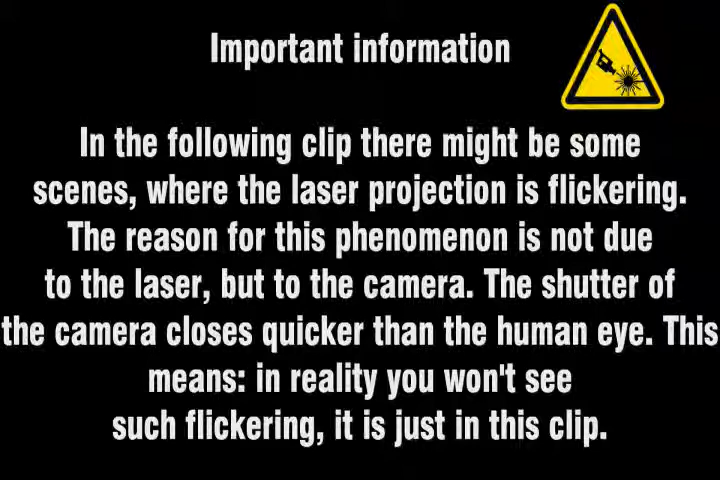 Important information
In the following clip there might be some
scenes, where the laser projection is flickering.
The reason for this phenomenon is not due
to the laser, but to the camera. The shutter of
the camera closes quicker than the human eye. This
means: in reality you won't see
such flickering, it is just in this clip.